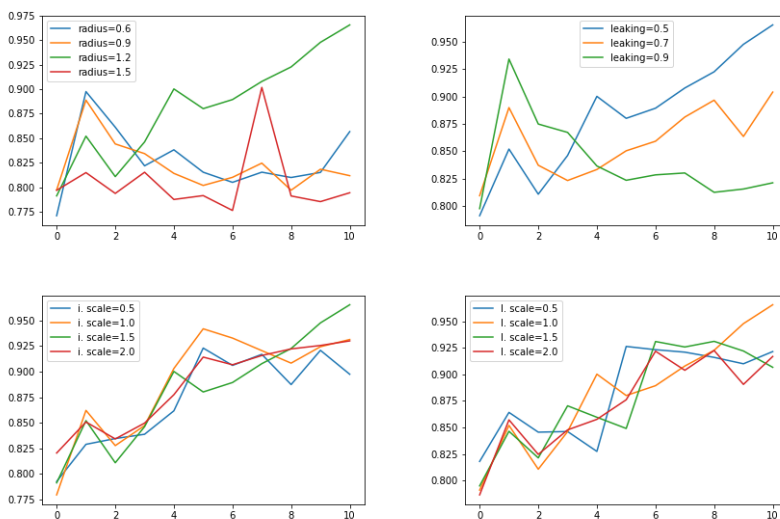 0.975
0.950
0.925
0.900
0.875
0.850
0.825
0.800
0.775
radius=0.6
radius=0.9
radius=1.2
radius=1.5
0 2 4 6 8 10
0.950
0.925
0.900
0.875
0.850
0.825
0.800
leaking=0.5
leaking=0.7
leaking=0.9
0 2 4 6 8 10
0.950
0.925
0.900
0.875
0.850
0.825
0.800
0.775
i. scale=0.5
i. scale=1.0
i. scale=1.5
i. scale=2.0
0 2 4 6 8 10
0.950
0.925
0.900
0.875
0.850
0.825
0.800
l. scale=0.5
l. scale=1.0
l. scale=1.5
l. scale=2.0
0 2 4 6 8 10